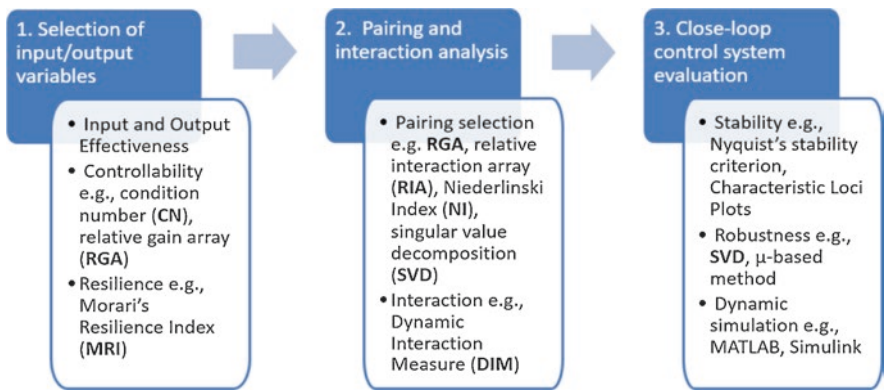 1. Selection of
input/output
variables
• Input and Output
Effectiveness
• Controllability
e.g., condition
number (CN),
relative gain array
(RGA)
• Resilience e.g.,
Morari's
Resilience Index
(MRI)
2. Pairing and
interaction analysis
• Pairing selection
e.g. RGA, relative
interaction array
(RIA), Niederlinski
Index (NI),
singular value
decomposition
(SVD)
• Interaction e.g.,
Dynamic
Interaction
Measure (DIM)
3. Close-loop
control system
evaluation
• Stability e.g.,
Nyquist's stability
criterion,
Characteristic Loci
Plots
• Robustness e.g.,
SVD, μ-based
method
• Dynamic
simulation e.g.,
MATLAB, Simulink